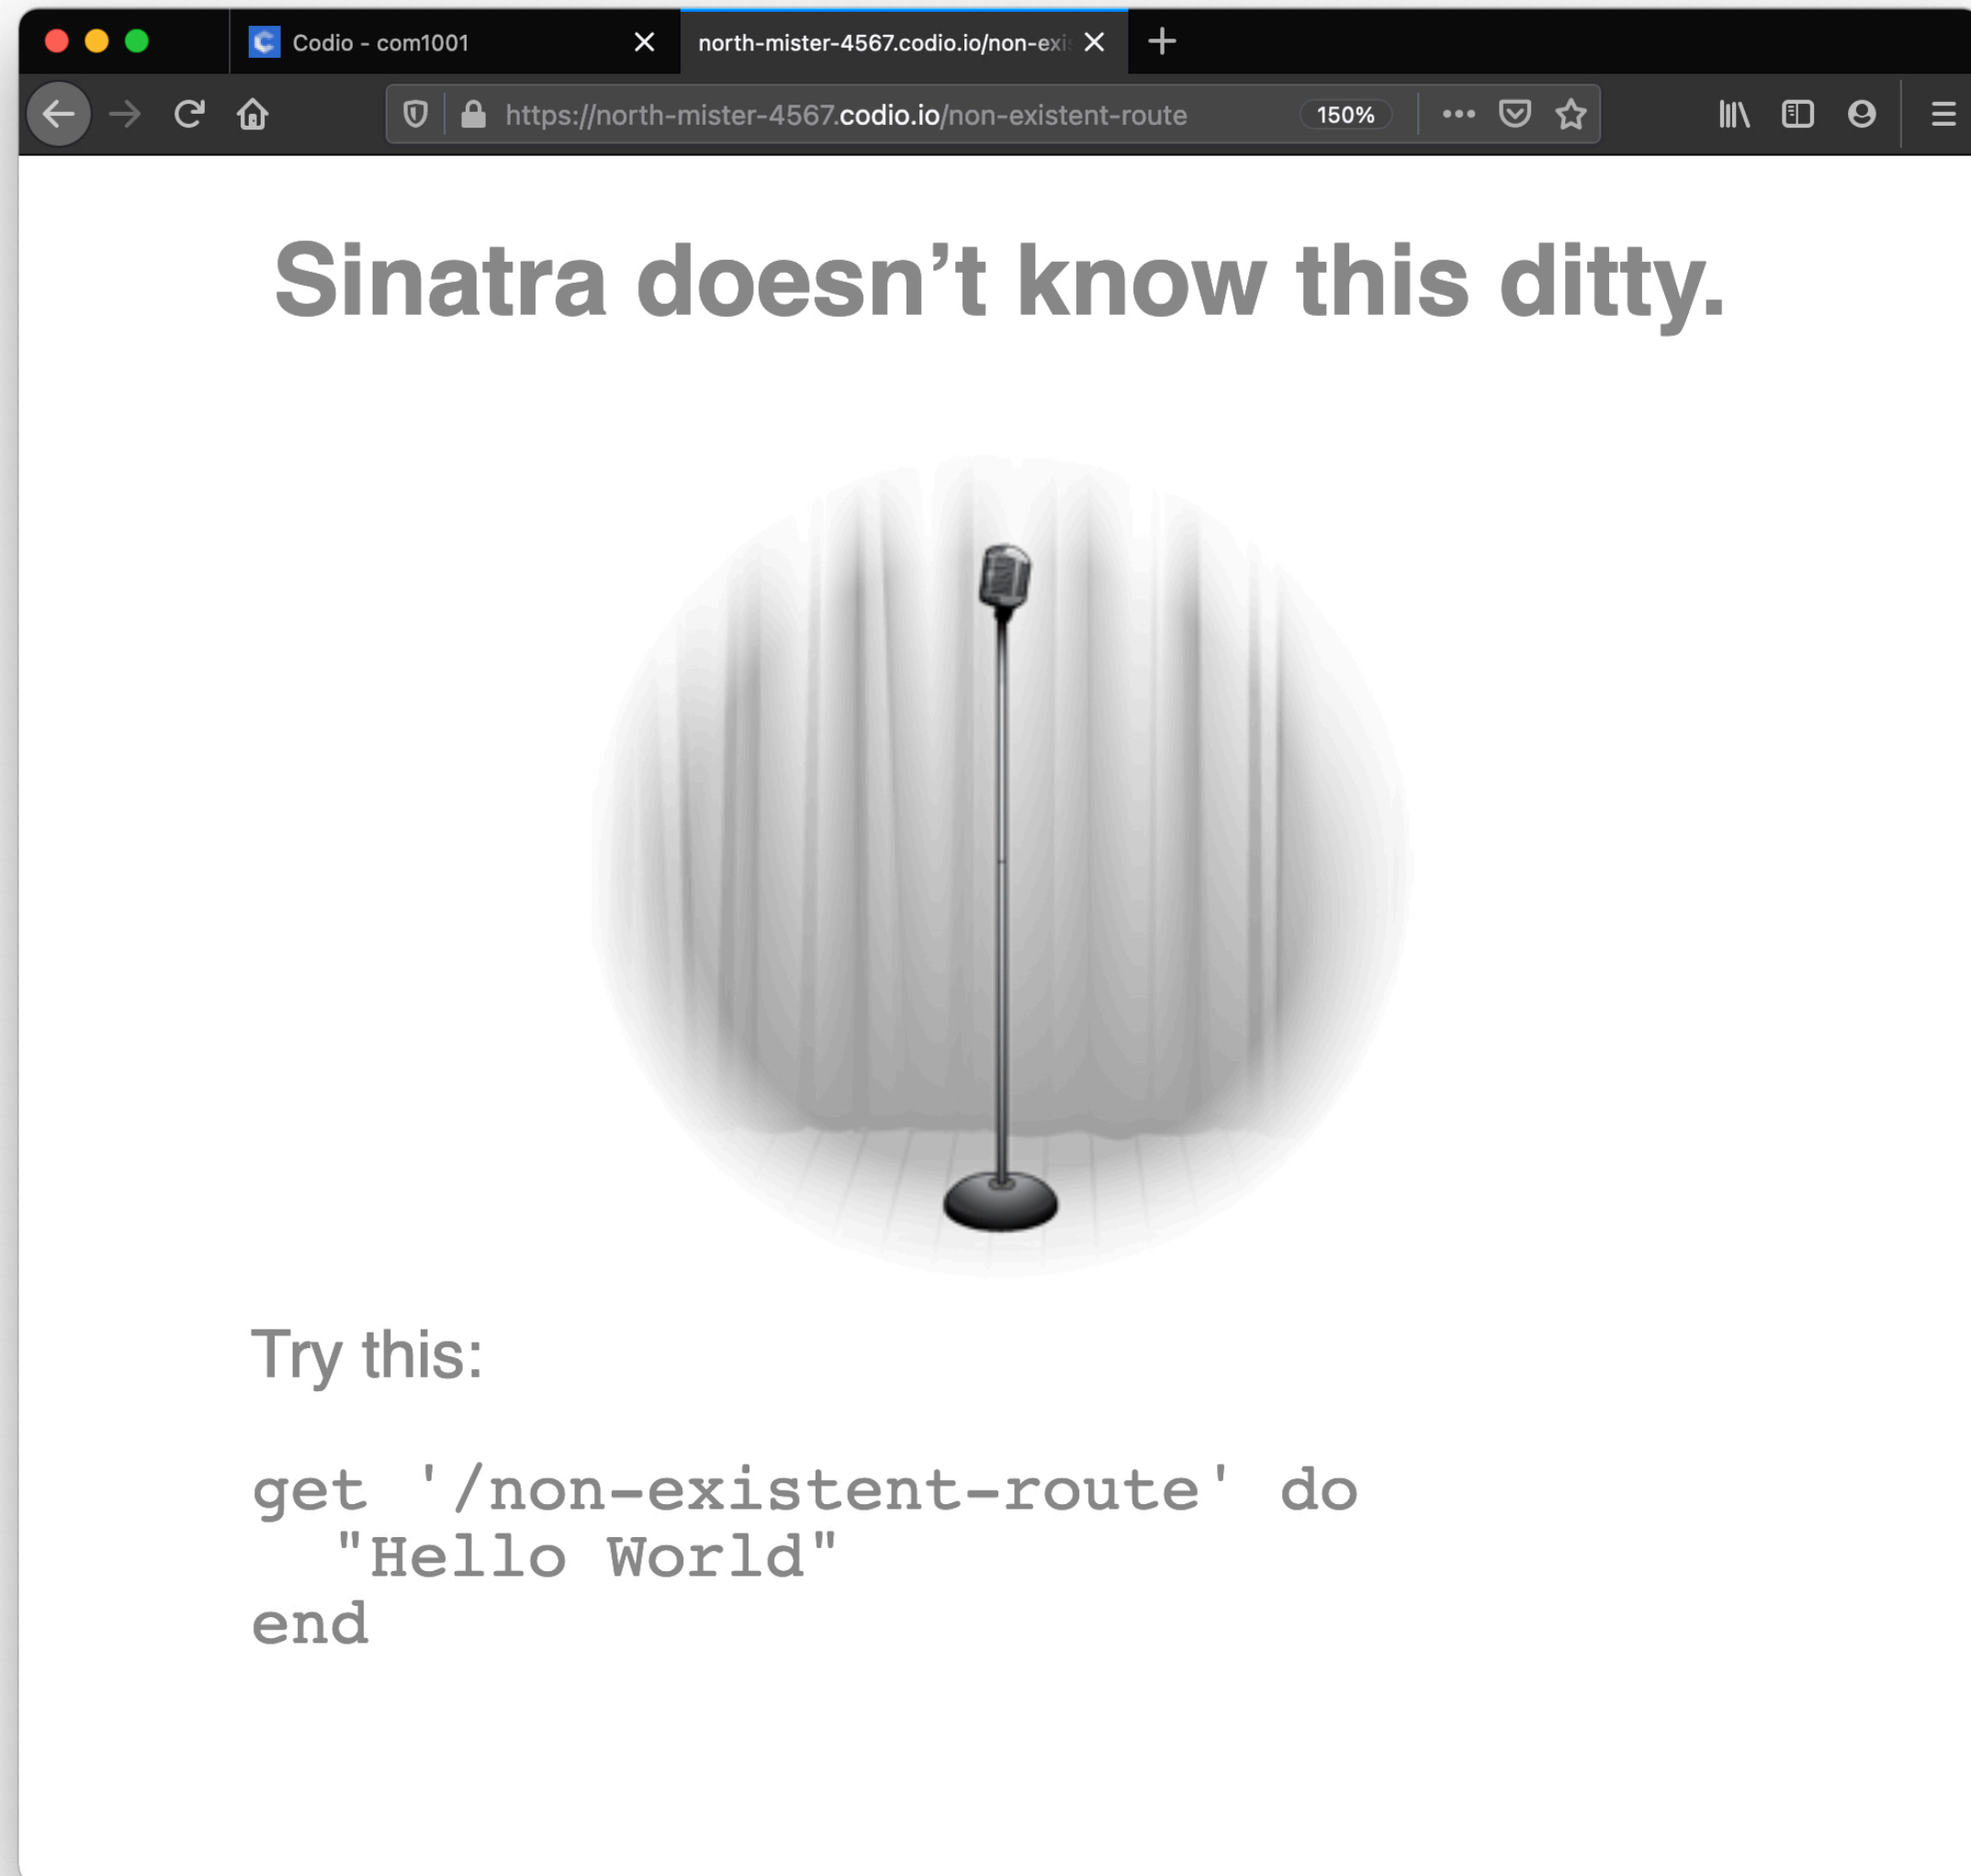 Codio - com1001
north-mister-4567.codio.io/non-exi
https://north-mister-4567.codio.io/non-existent-route
150%
Sinatra doesn’t know this ditty.
Try this:
get '/non-existent-route' do
"Hello World"
end